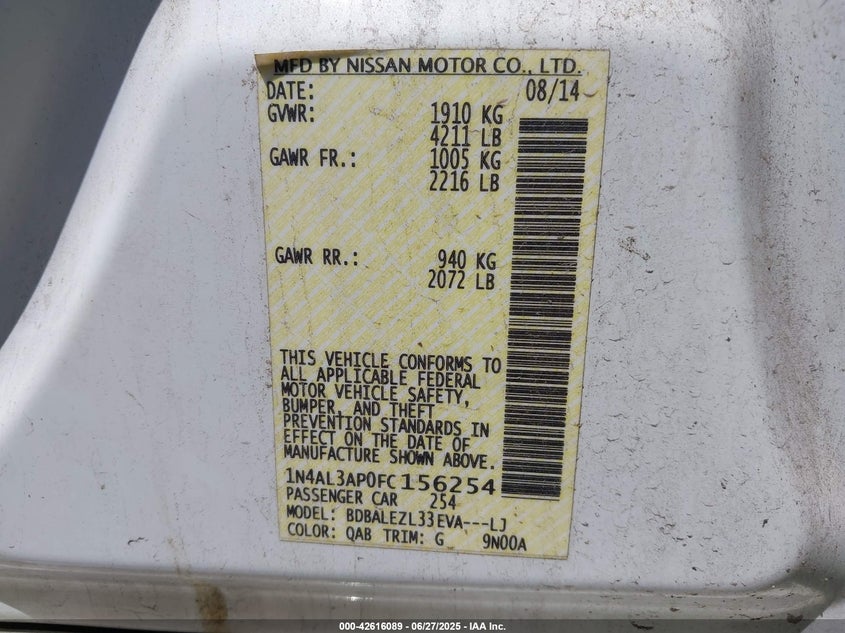 MFD BY NISSAN MOTOR CO., LTD.
DATE: 08/14
GVWR: 1910 KG
4211 LB
GAWR FR.: 1005 KG
2216 LB
GAWR RR.: 940 KG
2072 LB
THIS VEHICLE CONFORMS TO
ALL APPLICABLE FEDERAL
MOTOR VEHICLE SAFETY,
BUMPER, AND THEFT
PREVENTION STANDARDS IN
EFFECT ON THE DATE OF
MANUFACTURE SHOWN ABOVE.
1N4AL3AP0FC156254
PASSENGER CAR 254
MODEL: BDBALEZL33EVA---LJ
COLOR: QAB TRIM: G 9N00A
000-42616089 - 06/27/2025 - IAA Inc.